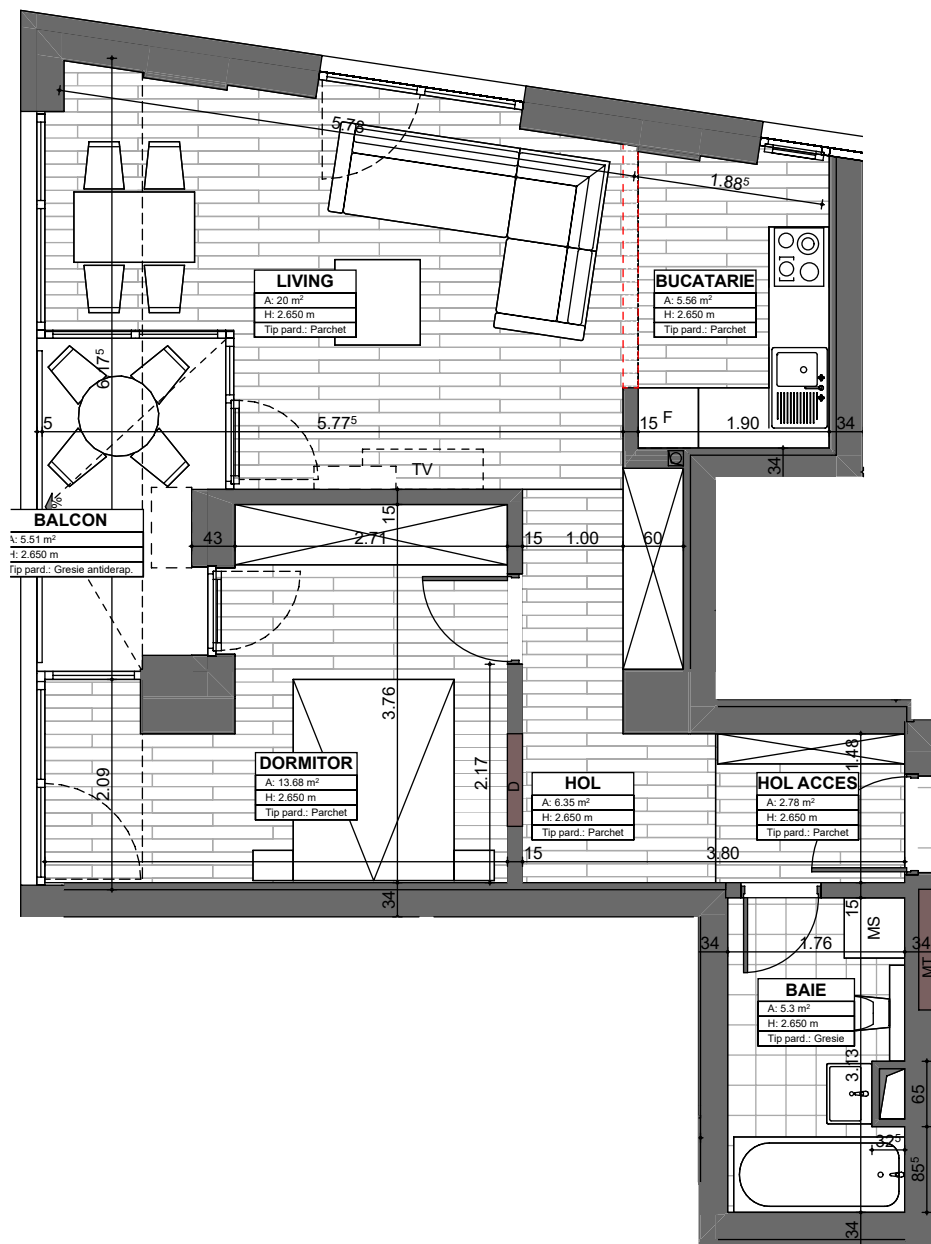 5.78
1.88⁵
LIVING
A: 20 m²
H: 2.650 m
Tip pard.: Parchet
BUCATARIE
A: 5.56 m²
H: 2.650 m
Tip pard.: Parchet
6.17⁵
5
5.77⁵
15
F
1.90
34
34
TV
15
BALCON
A: 5.51 m²
H: 2.650 m
Tip pard.: Gresie antiderap.
%
43
2.71
15
1.00
60
3.76
2.09
2.17
1.48
DORMITOR
A: 13.68 m²
H: 2.650 m
Tip pard.: Parchet
D
HOL
A: 6.35 m²
H: 2.650 m
Tip pard.: Parchet
HOL ACCES
A: 2.78 m²
H: 2.650 m
Tip pard.: Parchet
15
3.80
34
15
MS
34
1.76
34
MT
BAIE
A: 5.3 m²
H: 2.650 m
Tip pard.: Gresie
3.13
65
32⁵
85⁵
34